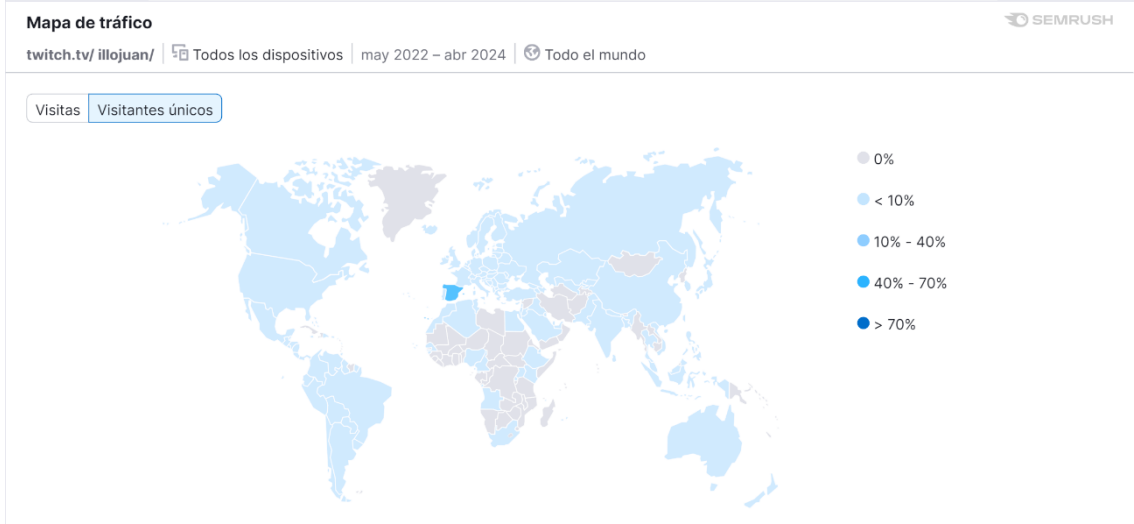 Mapa de tráfico
SEMRUSH
twitch.tv/ illojuan/ Todos los dispositivos may 2022 – abr 2024 Todo el mundo
Visitas Visitantes únicos
0%
< 10%
10% - 40%
40% - 70%
> 70%